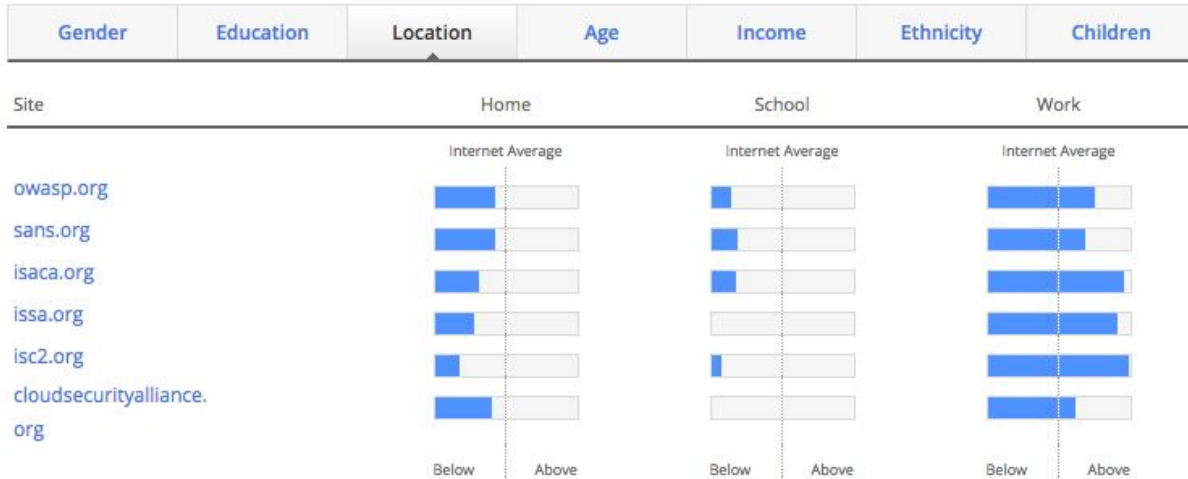 Gender Education Location Age Income Ethnicity Children
Site Home School Work
Internet Average Internet Average Internet Average
owasp.org
sans.org
isaca.org
issa.org
isc2.org
cloudsecurityalliance.
org
Below Above Below Above Below Above